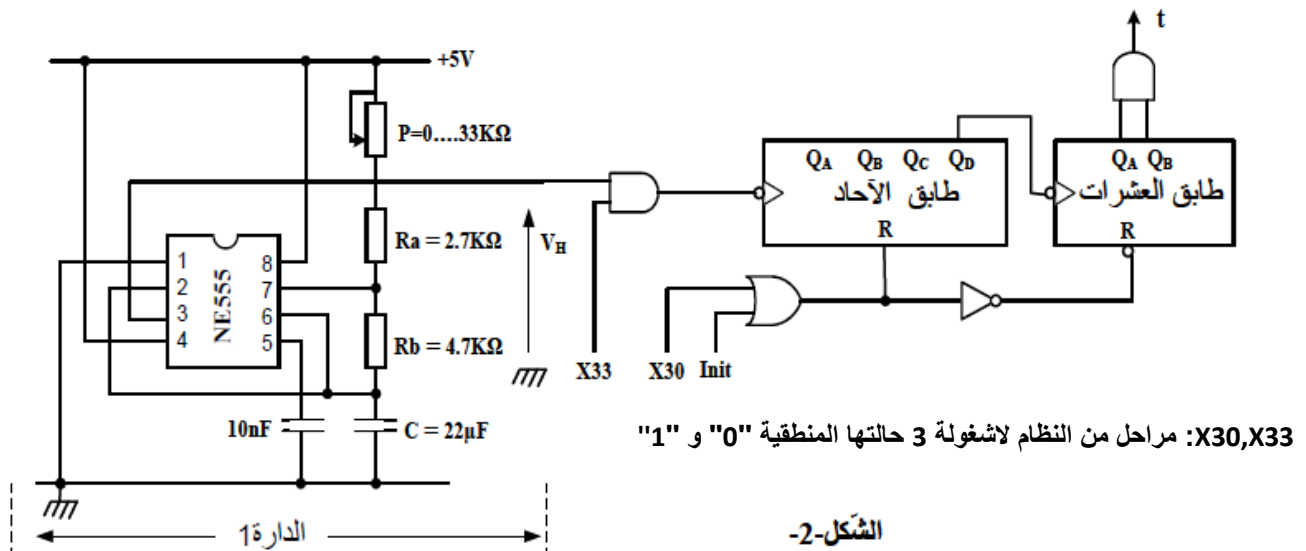 t
+5V
P=0....33KΩ
QA QB QC QD
طابق الآحاد
R
QA QB
طابق العشرات
R
Ra = 2.7KΩ
VH
1 8
2 7
3 6
4 5
NE555
Rb = 4.7KΩ
X33 X30 Init
10nF
C = 22µF
X30,X33: مراحل من النظام لاشغولة 3 حالتها المنطقية "0" و "1"
الدارة1
الشّكل-2-